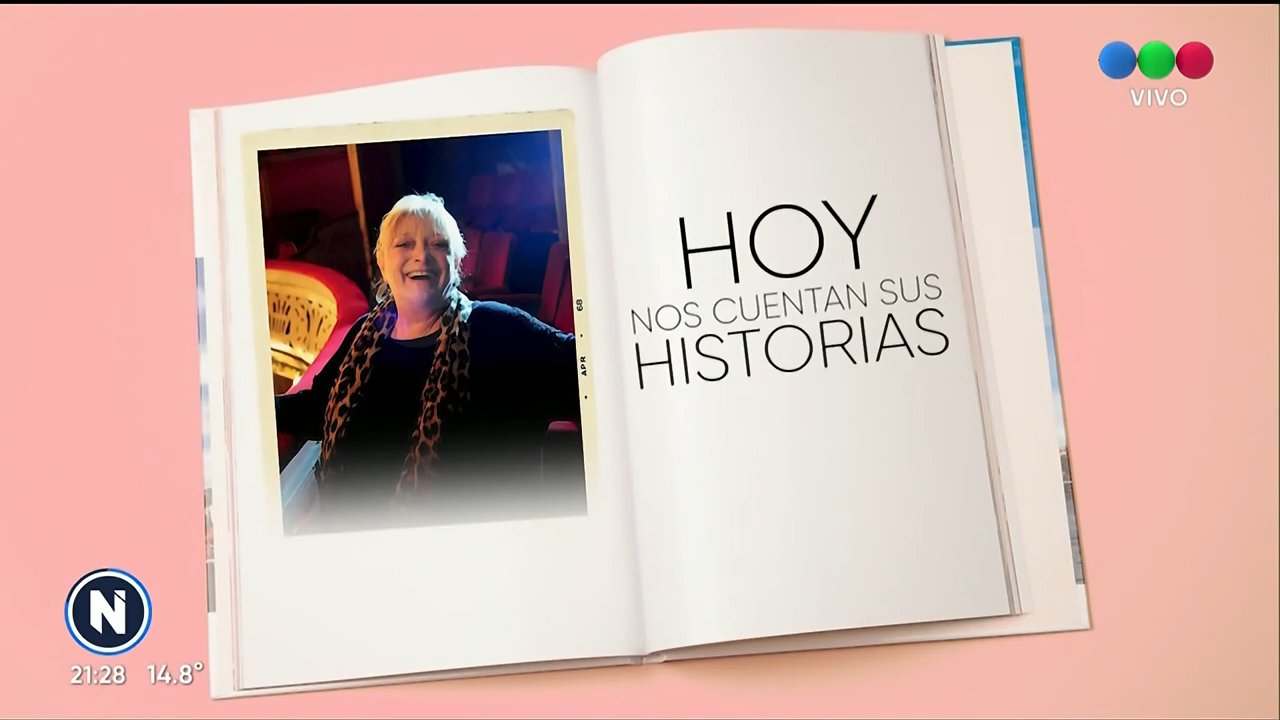 VIVO
HOY
NOS CUENTAN SUS
HISTORIAS
• APR • 68
N
21:28 14.8°